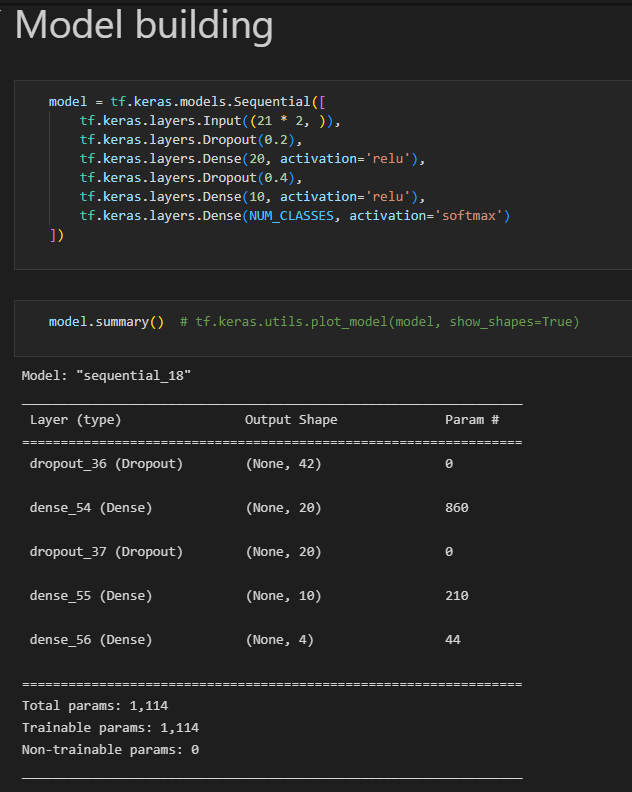 Model building
model = tf.keras.models.Sequential([
    tf.keras.layers.Input((21 * 2, )),
    tf.keras.layers.Dropout(0.2),
    tf.keras.layers.Dense(20, activation='relu'),
    tf.keras.layers.Dropout(0.4),
    tf.keras.layers.Dense(10, activation='relu'),
    tf.keras.layers.Dense(NUM_CLASSES, activation='softmax')
])
model.summary()  # tf.keras.utils.plot_model(model, show_shapes=True)
Model: "sequential_18"
_________________________________________________________________
 Layer (type)                Output Shape              Param #
=================================================================
 dropout_36 (Dropout)        (None, 42)                0
 dense_54 (Dense)            (None, 20)                860
 dropout_37 (Dropout)        (None, 20)                0
 dense_55 (Dense)            (None, 10)                210
 dense_56 (Dense)            (None, 4)                 44
=================================================================
Total params: 1,114
Trainable params: 1,114
Non-trainable params: 0
_________________________________________________________________